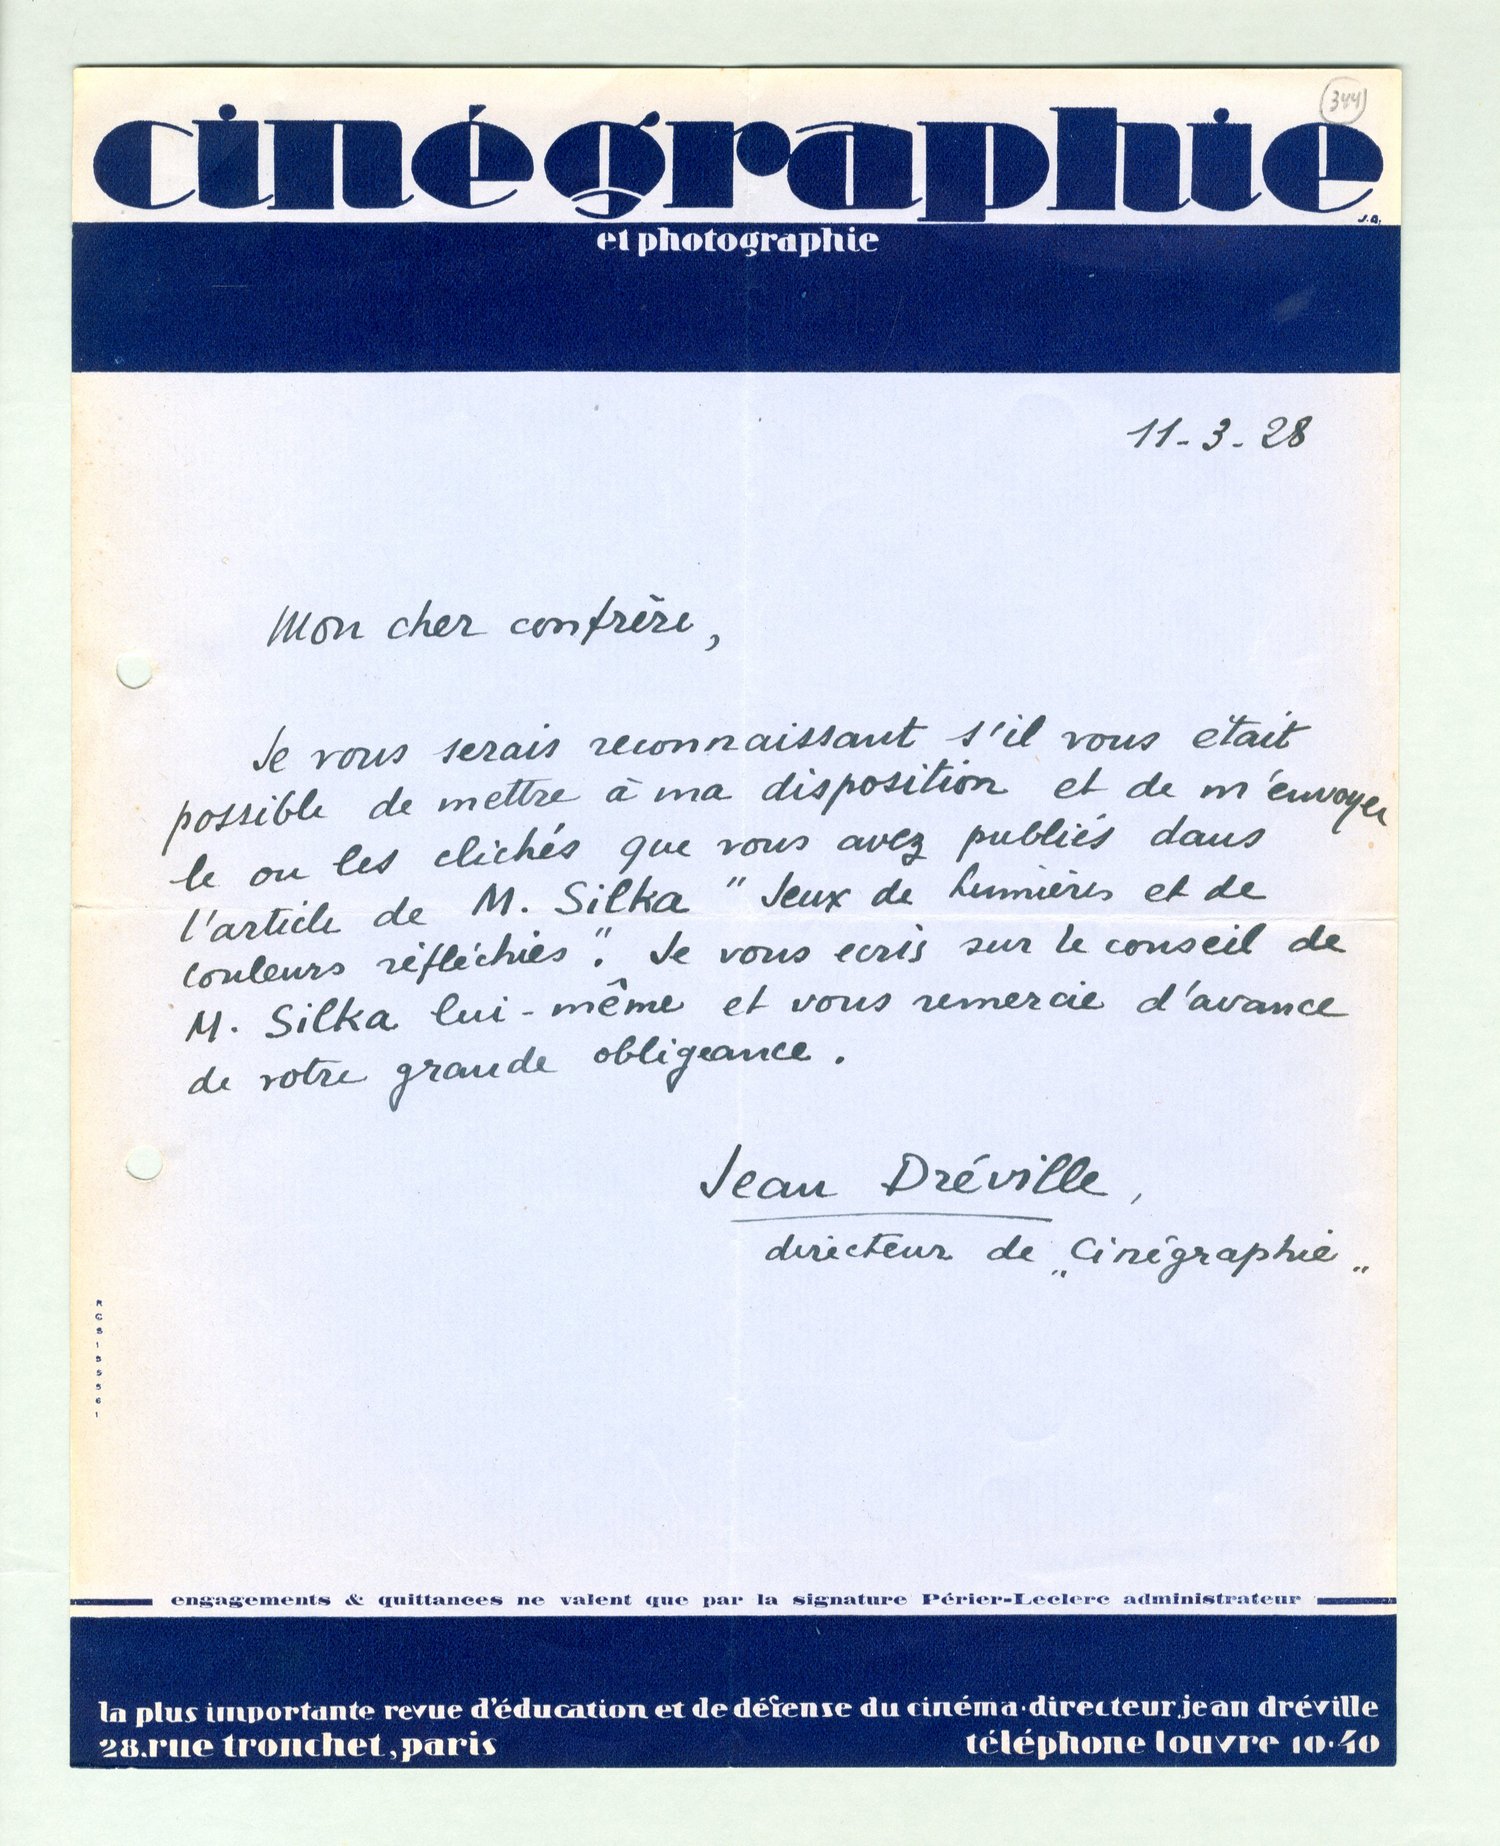 344
cinégraphie
J.A.
et photographie
11-3-28
Mon cher confrère,
Je vous serais reconnaissant s'il vous était
possible de mettre à ma disposition et de m'envoyer
le ou les clichés que vous avez publiés dans
l'article de M. Silka "Jeux de Lumières et de
couleurs réfléchies". Je vous ecris sur le conseil de
M. Silka lui-même et vous remercie d'avance
de votre grande obligeance.
Jean Dréville,
directeur de „Cinégraphie„
engagements & quittances ne valent que par la signature Périer-Leclerc administrateur
la plus importante revue d'éducation et de défense du cinéma·directeur, jean dréville
28, rue tronchet, paris téléphone louvre 10·40